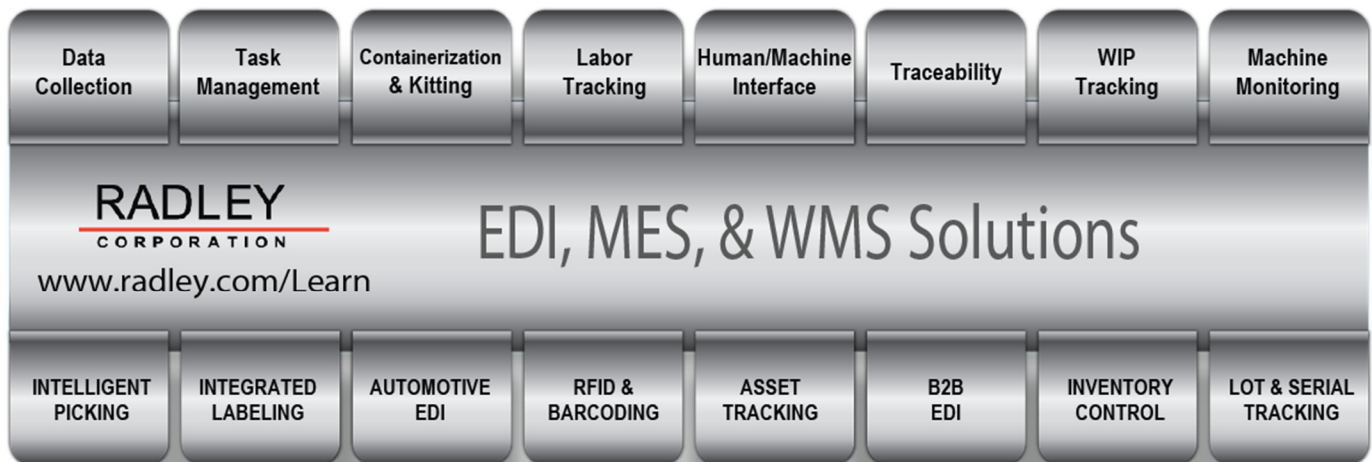 Data
Collection
Task
Management
Containerization
& Kitting
Labor
Tracking
Human/Machine
Interface
Traceability
WIP
Tracking
Machine
Monitoring
RADLEY
CORPORATION
www.radley.com/Learn
EDI, MES, & WMS Solutions
INTELLIGENT
PICKING
INTEGRATED
LABELING
AUTOMOTIVE
EDI
RFID &
BARCODING
ASSET
TRACKING
B2B
EDI
INVENTORY
CONTROL
LOT & SERIAL
TRACKING